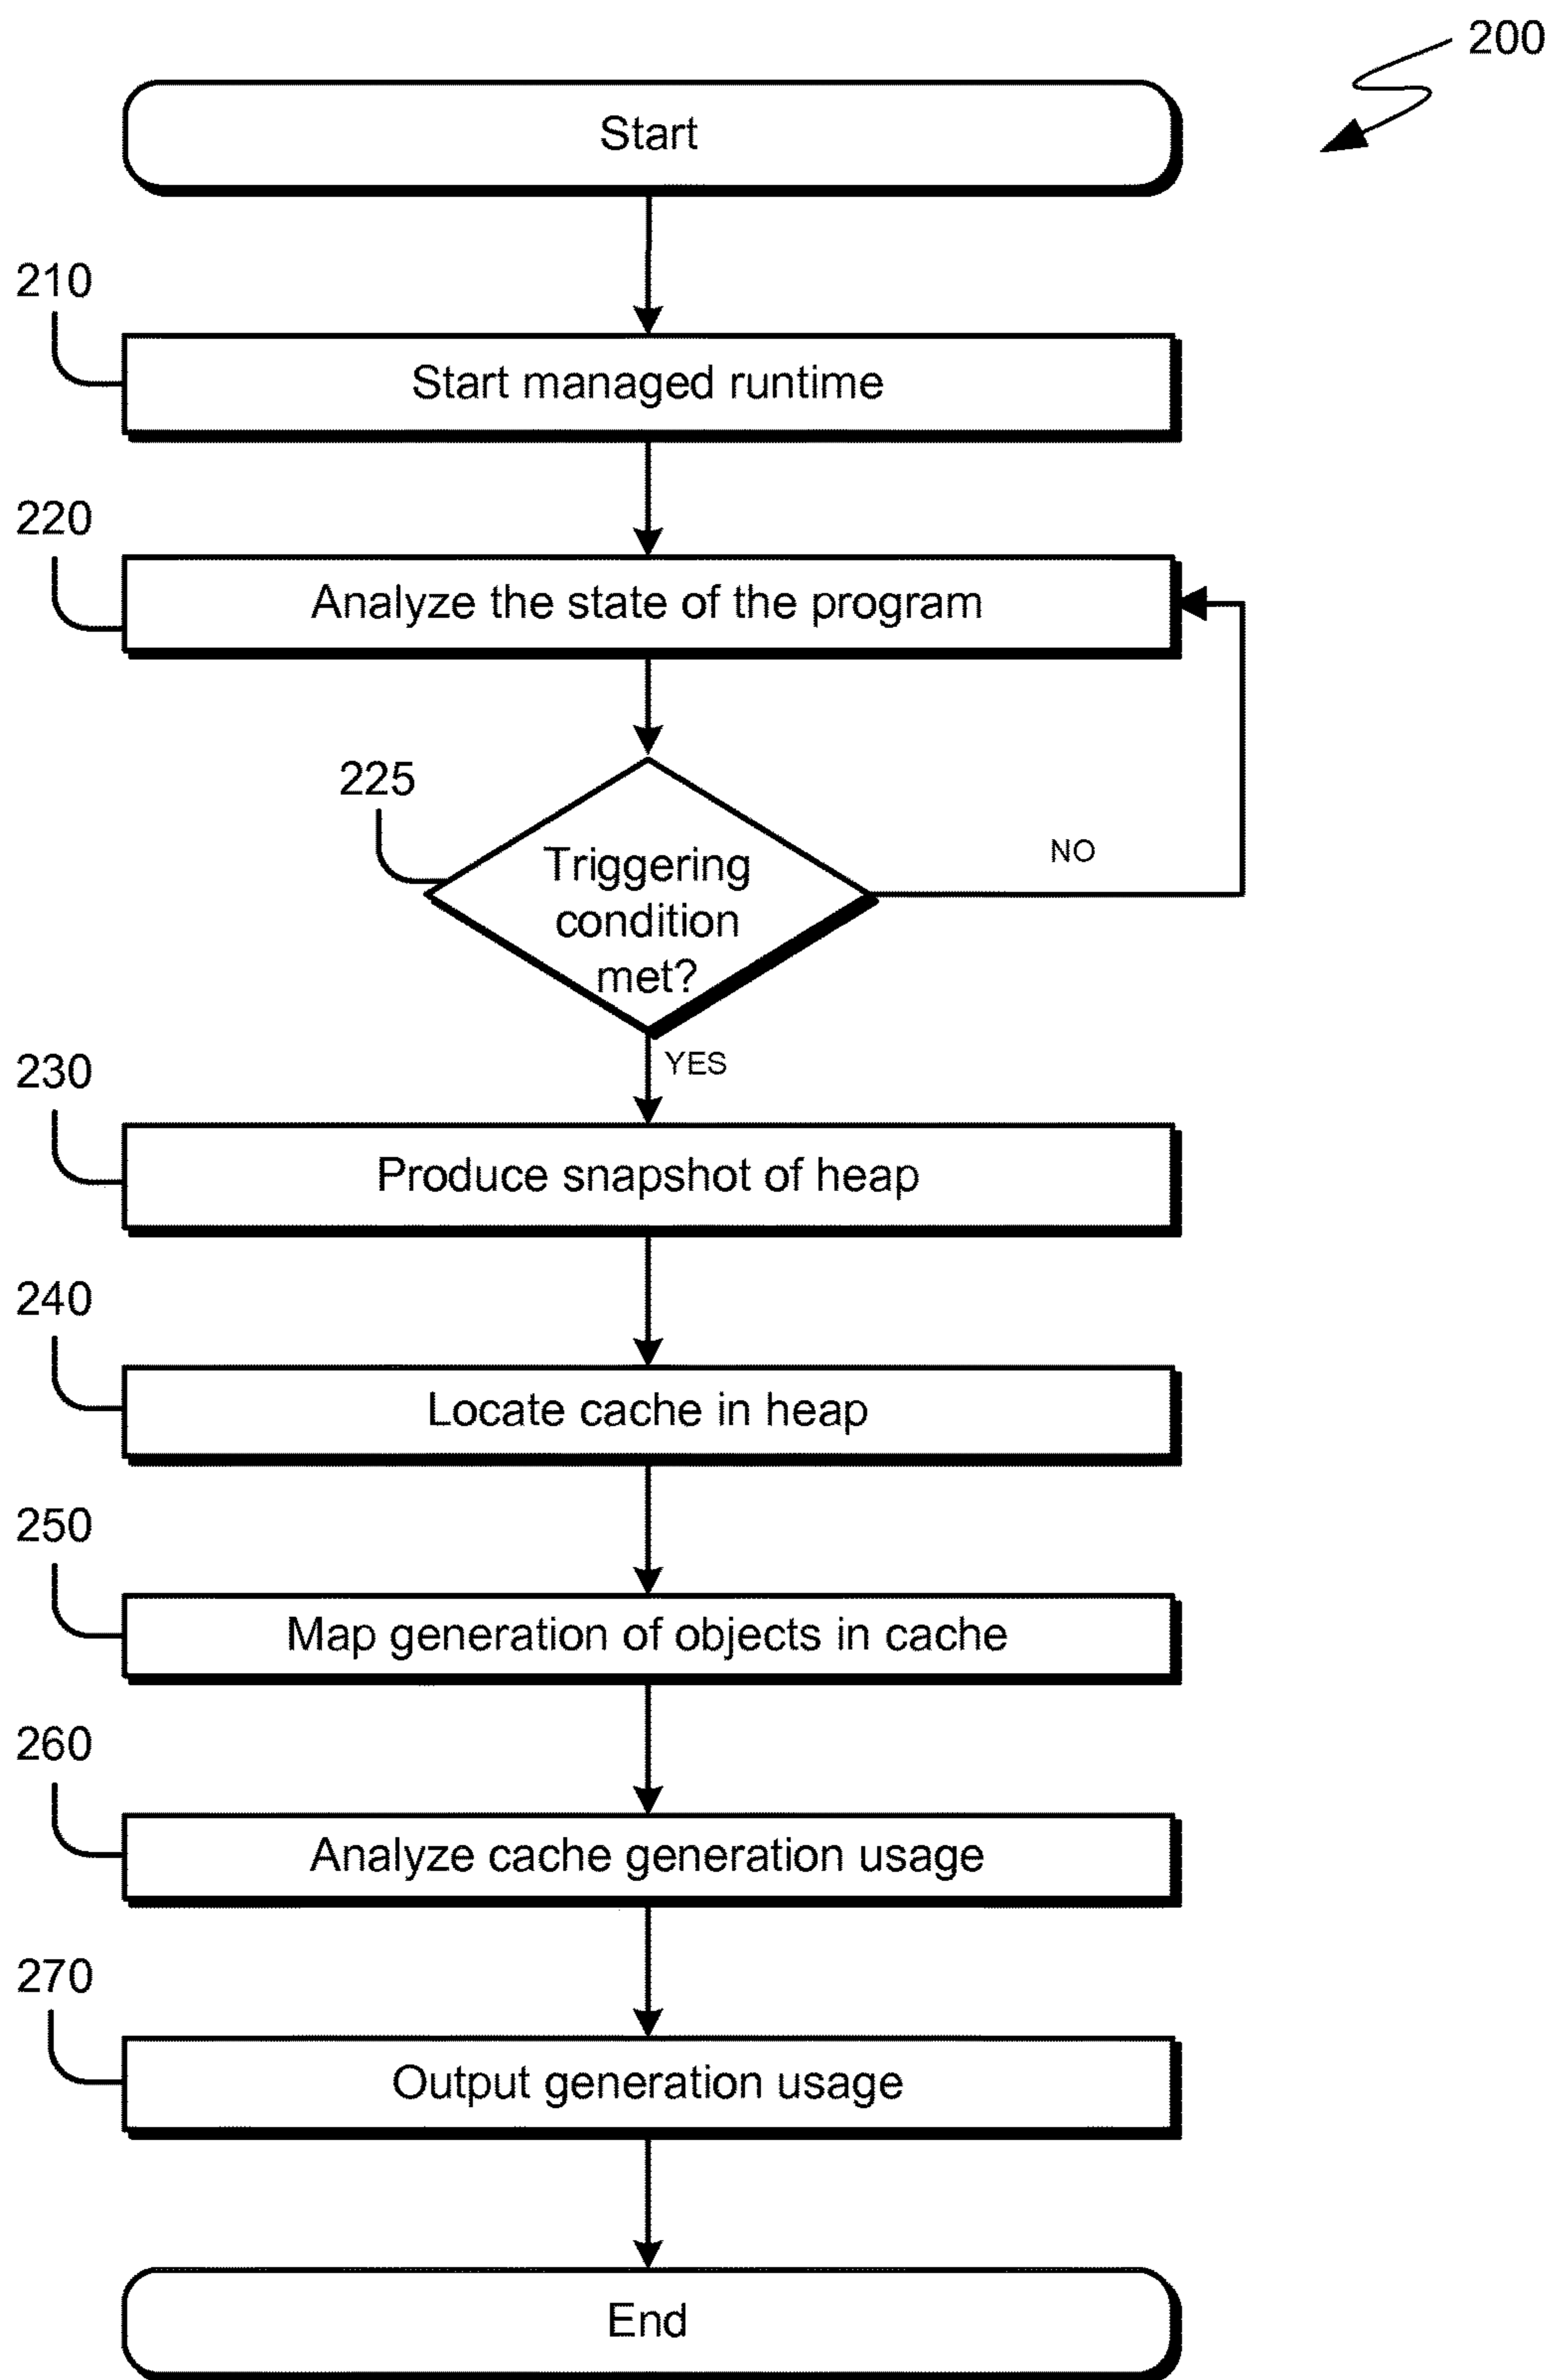 200
Start
210
Start managed runtime
220
Analyze the state of the program
225
Triggering
condition
met?
NO
YES
230
Produce snapshot of heap
240
Locate cache in heap
250
Map generation of objects in cache
260
Analyze cache generation usage
270
Output generation usage
End